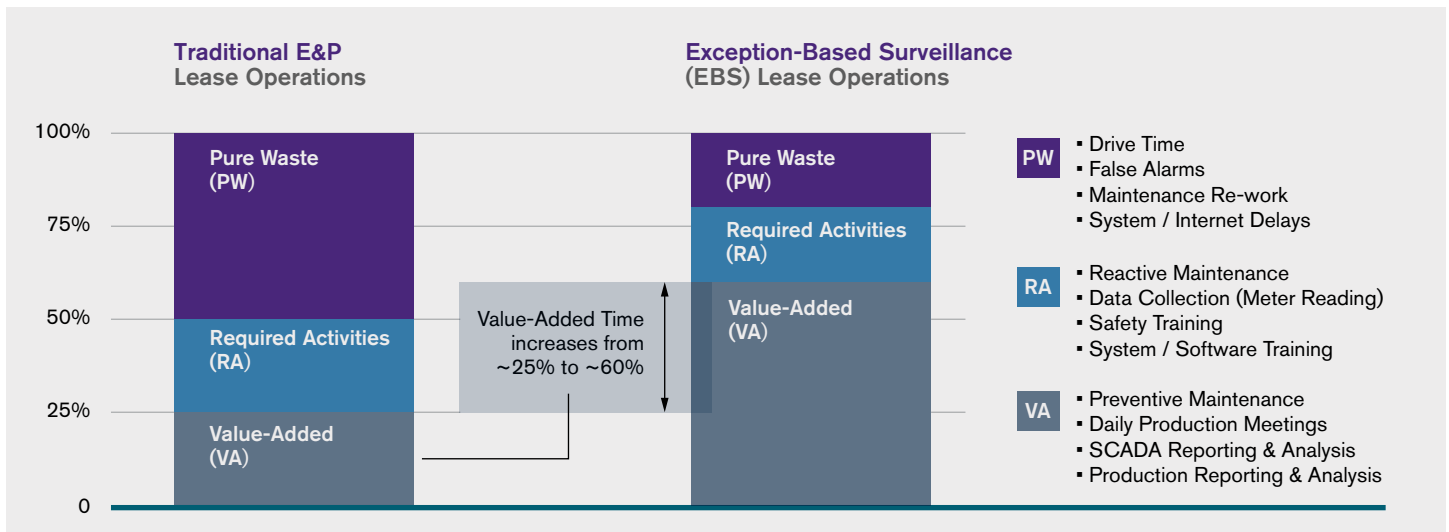 Traditional E&P
Lease Operations
Exception-Based Surveillance
(EBS) Lease Operations
100%
75%
50%
25%
0
Pure Waste
(PW)
Required Activities
(RA)
Value-Added
(VA)
Value-Added Time
increases from
~25% to ~60%
Pure Waste
(PW)
Required Activities
(RA)
Value-Added
(VA)
PW
▪ Drive Time
▪ False Alarms
▪ Maintenance Re-work
▪ System / Internet Delays
RA
▪ Reactive Maintenance
▪ Data Collection (Meter Reading)
▪ Safety Training
▪ System / Software Training
VA
▪ Preventive Maintenance
▪ Daily Production Meetings
▪ SCADA Reporting & Analysis
▪ Production Reporting & Analysis